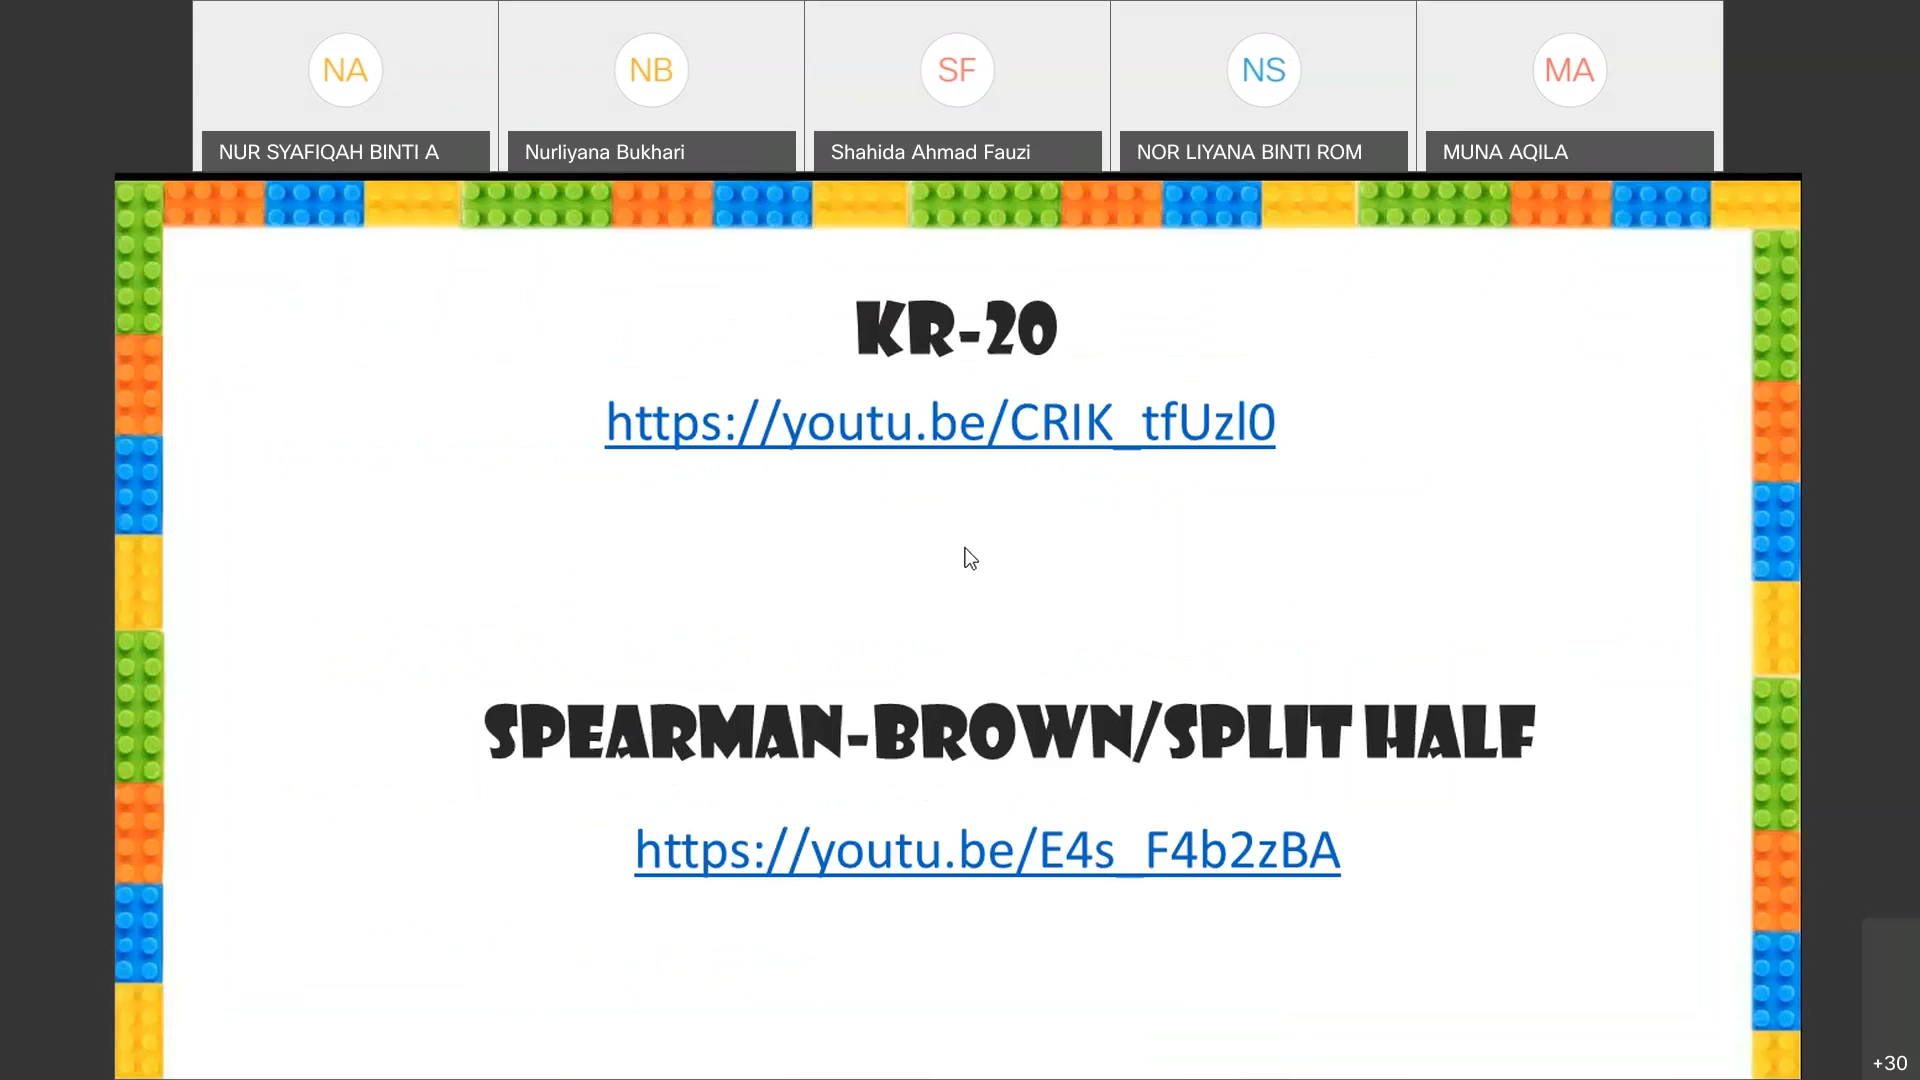 NA
NB
SF
NS
MA
NUR SYAFIQAH BINTI A
Nurliyana Bukhari
Shahida Ahmad Fauzi
NOR LIYANA BINTI ROM
MUNA AQILA
KR-20
https://youtu.be/CRIK_tfUzl0
SPEARMAN-BROWN/SPLIT HALF
https://youtu.be/E4s_F4b2zBA
+30